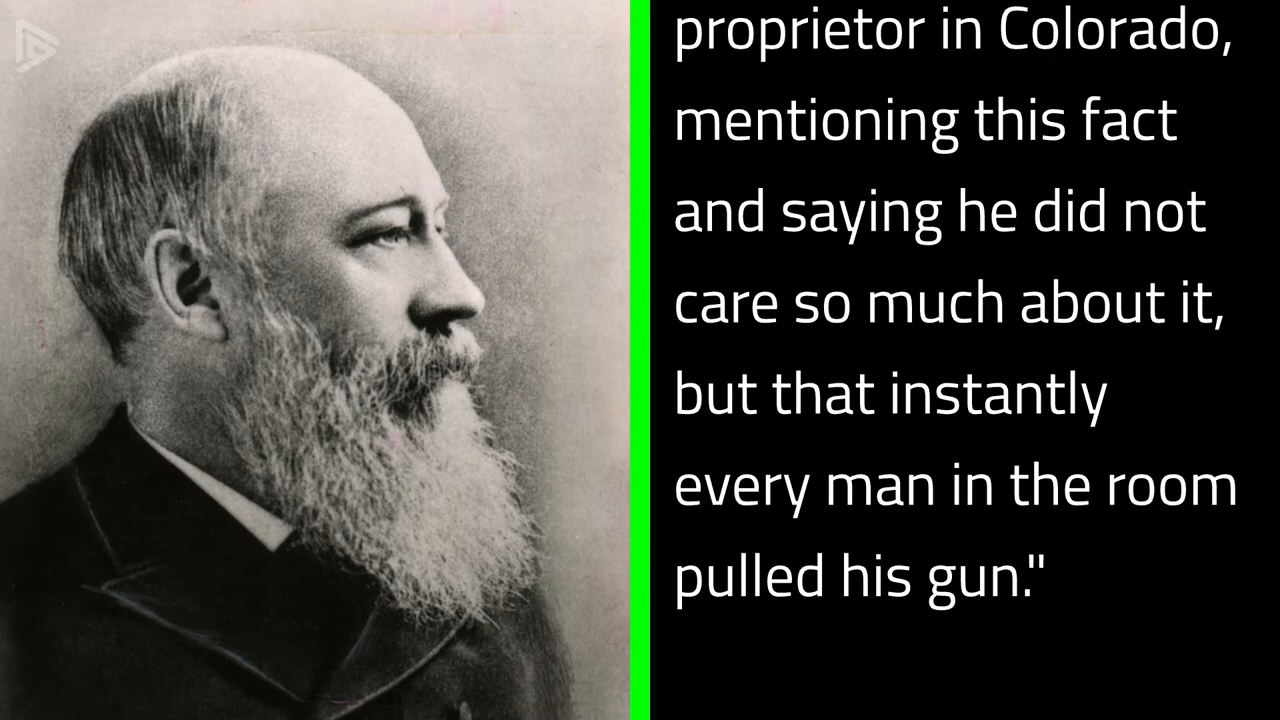 proprietor in Colorado,
mentioning this fact
and saying he did not
care so much about it,
but that instantly
every man in the room
pulled his gun."